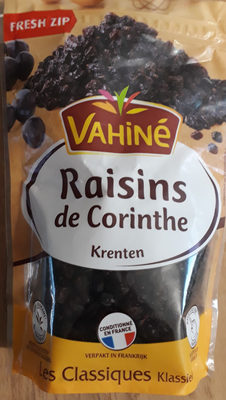 FRESH ZIP
VAHINÉ
Raisins
de Corinthe
Krenten
CONDITIONNÉ
EN FRANCE
VERPAKT IN FRANKRIJK
Les Classiques Klassie